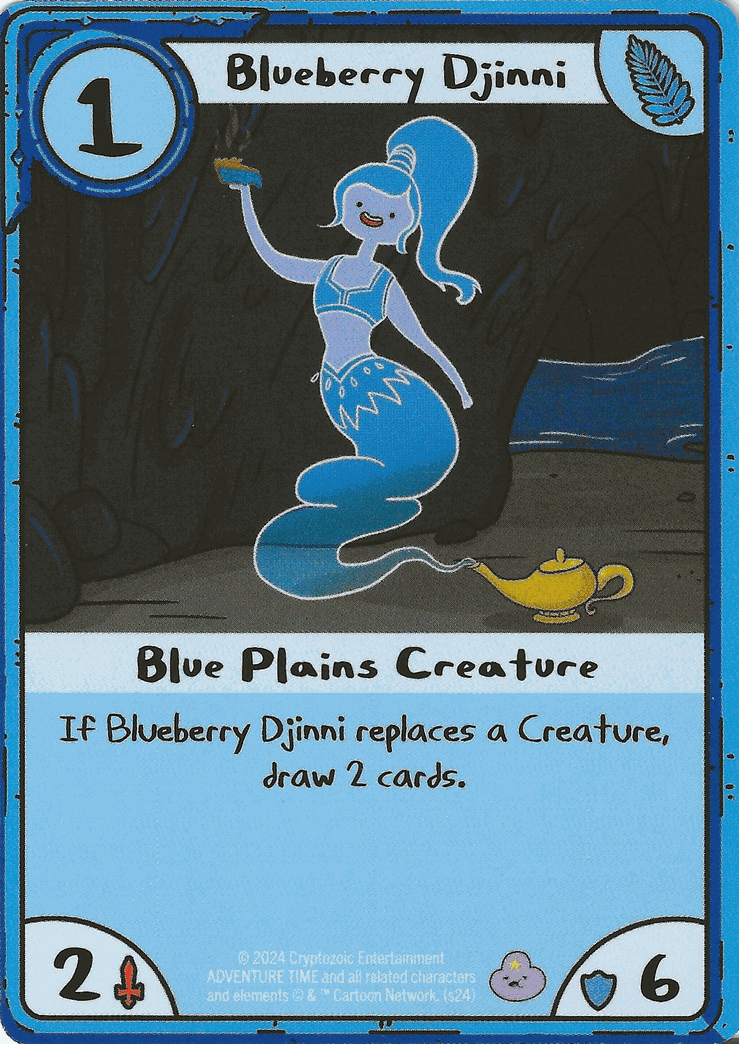 1
Blueberry Djinni
Blue Plains Creature
If Blueberry Djinni replaces a Creature,
draw 2 cards.
2
© 2024 Cryptozoic Entertainment
ADVENTURE TIME and all related characters
and elements © & ™ Cartoon Network. (s24)
6